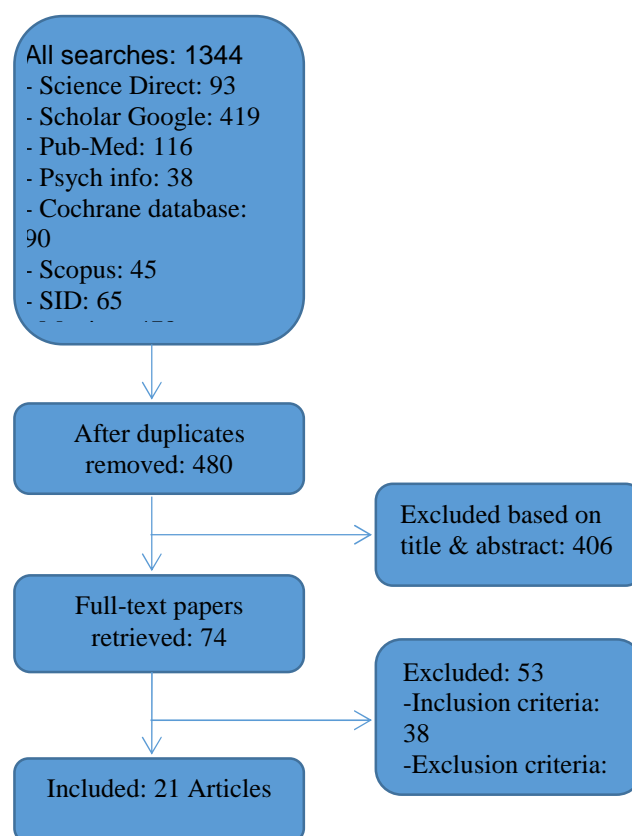 All searches: 1344
- Science Direct: 93
- Scholar Google: 419
- Pub-Med: 116
- Psych info: 38
- Cochrane database:
90
- Scopus: 45
- SID: 65
After duplicates
removed: 480
Excluded based on
title & abstract: 406
Full-text papers
retrieved: 74
Excluded: 53
-Inclusion criteria:
38
-Exclusion criteria:
Included: 21 Articles